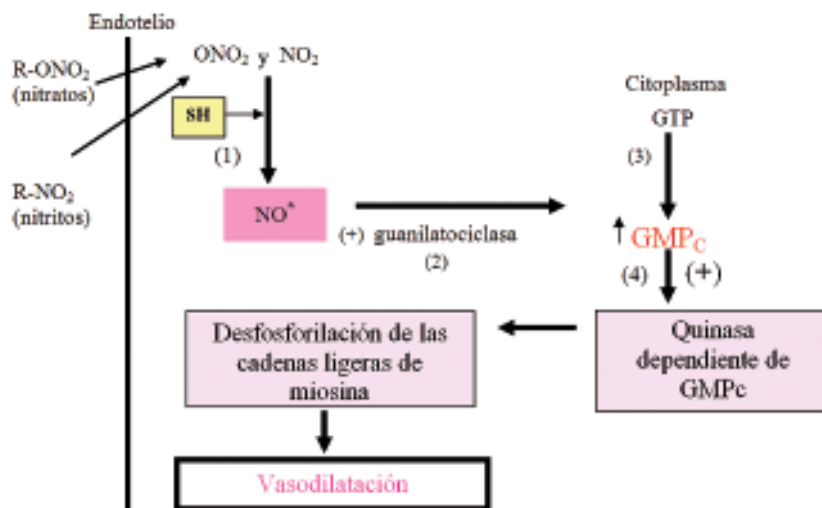 Endotelio
R-ONO₂
(nitratos)
ONO₂ y NO₂
SH
(1)
R-NO₂
(nitritos)
NO*
(+) guanilatociclasa
(2)
Citoplasma
GTP
(3)
↑ GMPc
(4) (+)
Quinasa
dependiente de
GMPc
Desfosforilación de las
cadenas ligeras de
miosina
Vasodilatación